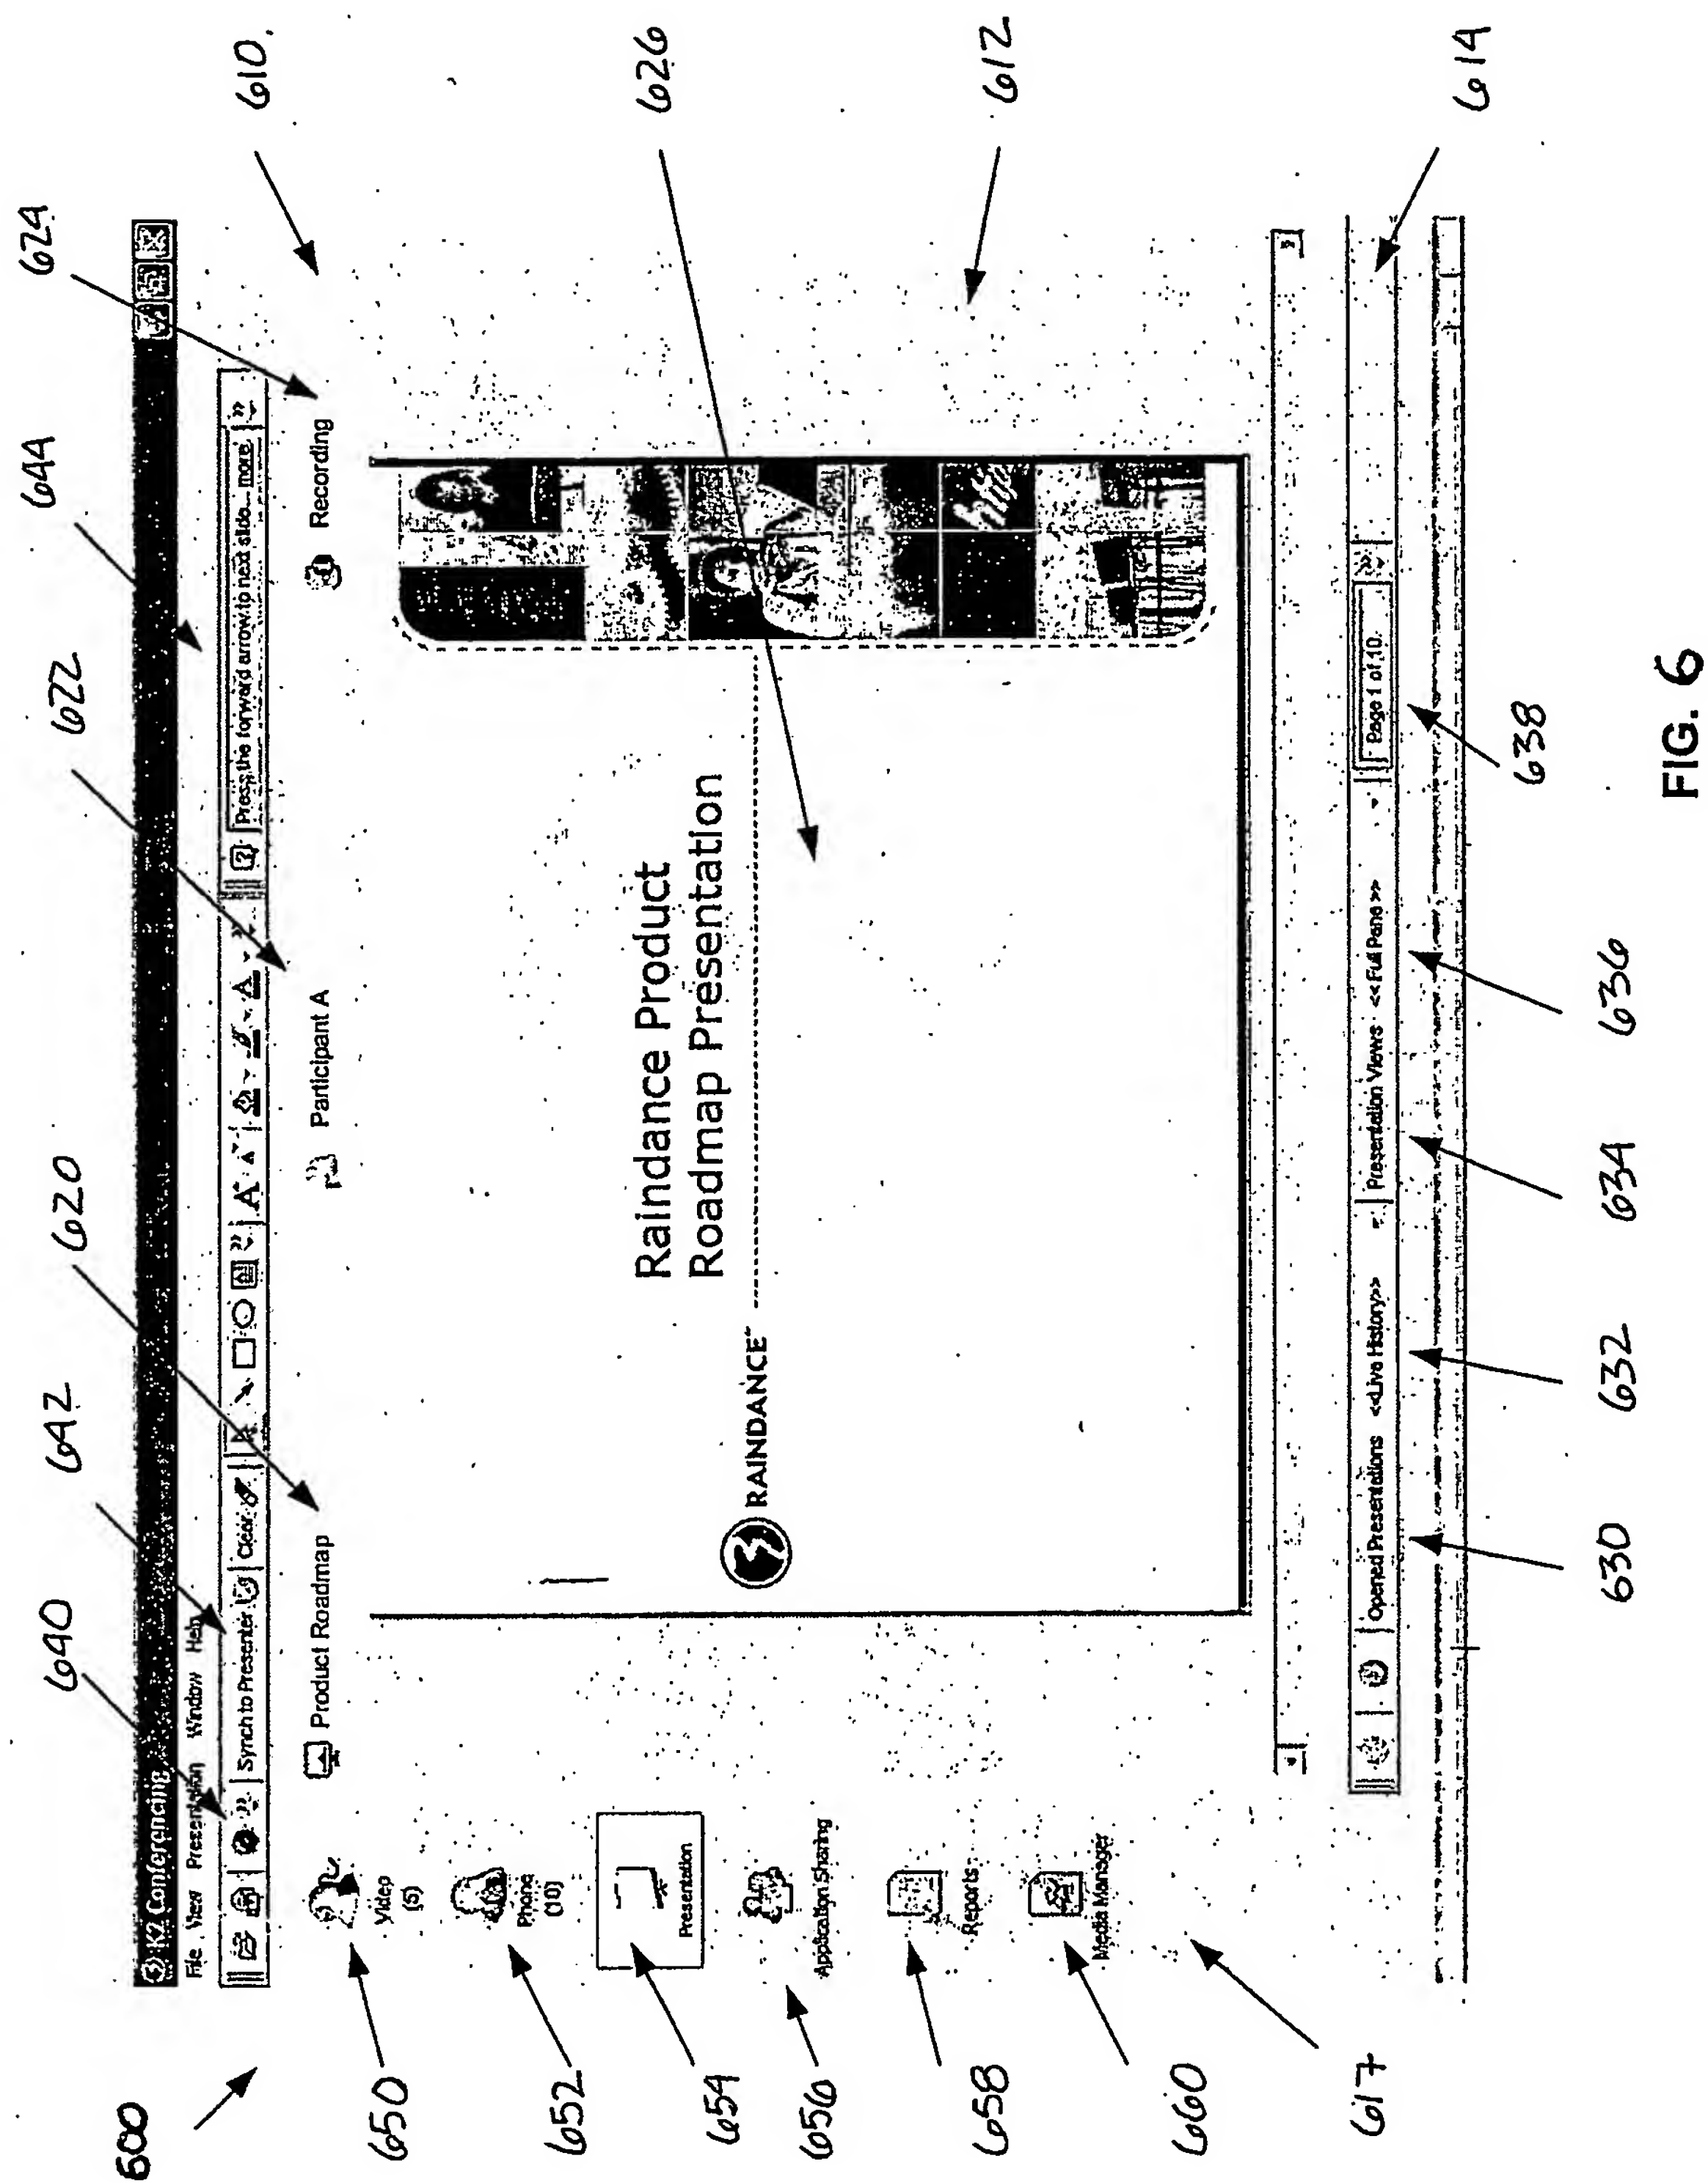 624
644
622
620
642
640
600
610
626
612
614
K2 Conferencing
File View Presentation Window Help
Synch to Presenter Clear A A A A ? Press the forward arrow to next slide... more
Product Roadmap Participant A Recording
Video
(5)
Phone
(10)
Presentation
Application Sharing
Reports
Media Manager
Raindance Product
Roadmap Presentation
RAINDANCE
Opened Presentations <<Live History>> Presentation Views <<Full Pane>> Page 1 of 10
650
652
654
656
658
660
617
630
632
634
636
638
FIG. 6